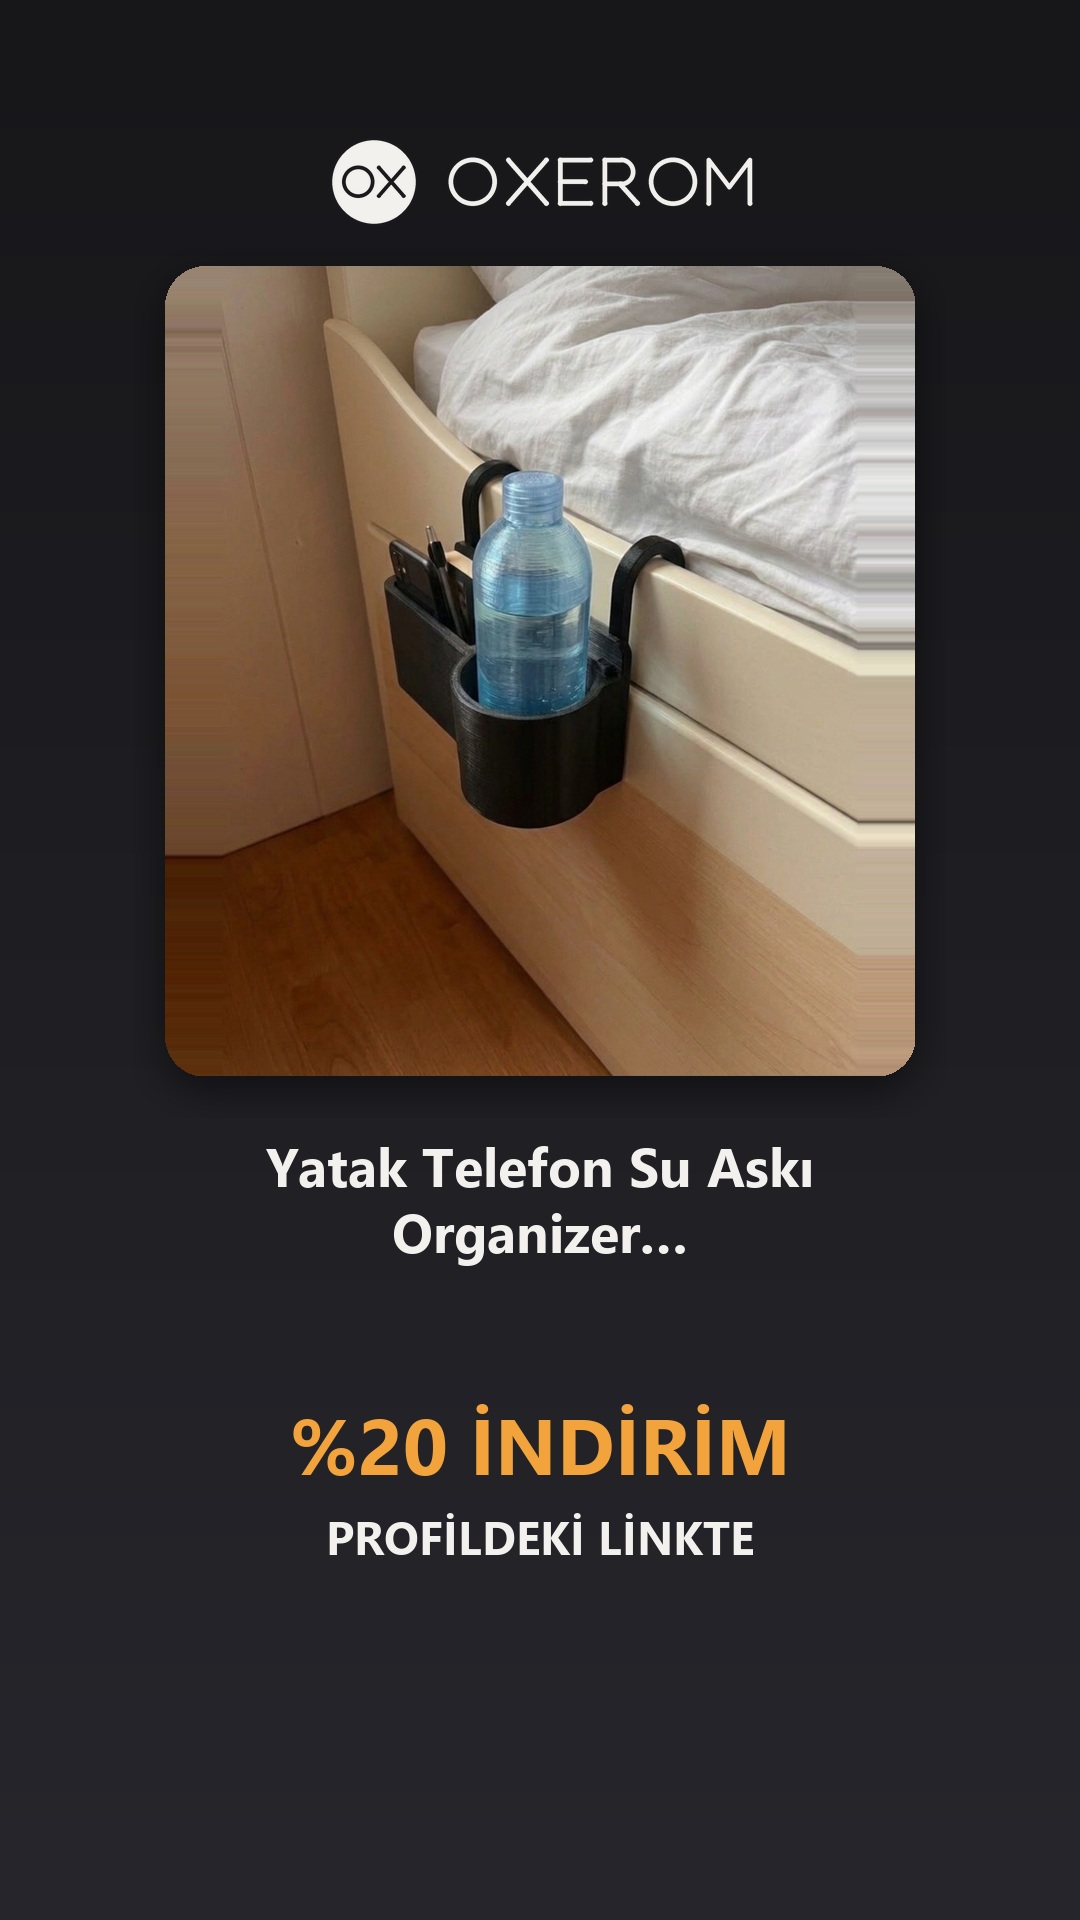 OX OXEROM
Yatak Telefon Su Askı
Organizer...
%20 İNDİRİM
PROFİLDEKİ LİNKTE